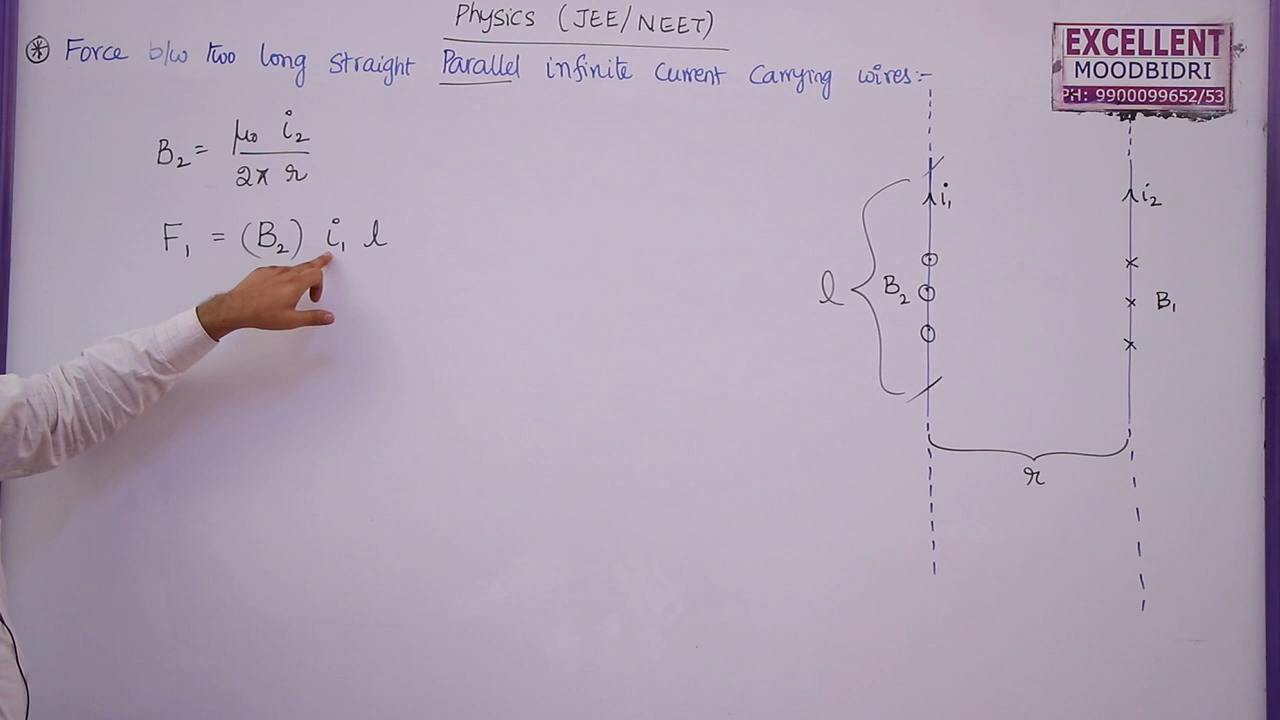 Physics (JEE/NEET)
⊛ Force b/w two long straight Parallel infinite current carrying wires:-
EXCELLENT
MOODBIDRI
PH: 9900099652/53
B₂ = μ₀ i₂ / 2π r
F₁ = (B₂) i₁ l
i₁
i₂
l
B₂
B₁
r